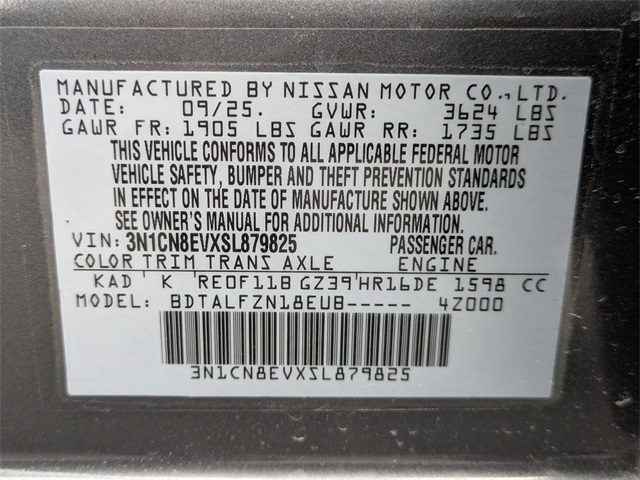 MANUFACTURED BY NISSAN MOTOR CO., LTD.
DATE: 09/25. GVWR: 3624 LBS
GAWR FR: 1905 LBS GAWR RR: 1735 LBS
THIS VEHICLE CONFORMS TO ALL APPLICABLE FEDERAL MOTOR
VEHICLE SAFETY, BUMPER AND THEFT PREVENTION STANDARDS
IN EFFECT ON THE DATE OF MANUFACTURE SHOWN ABOVE.
SEE OWNER'S MANUAL FOR ADDITIONAL INFORMATION.
VIN: 3N1CN8EVXSL879825 PASSENGER CAR.
COLOR TRIM TRANS AXLE ENGINE
KAD K RE0F11B GZ39 HR16DE 1598 CC
MODEL: BDTALFZN18EUB----- 4Z000
3N1CN8EVXSL879825